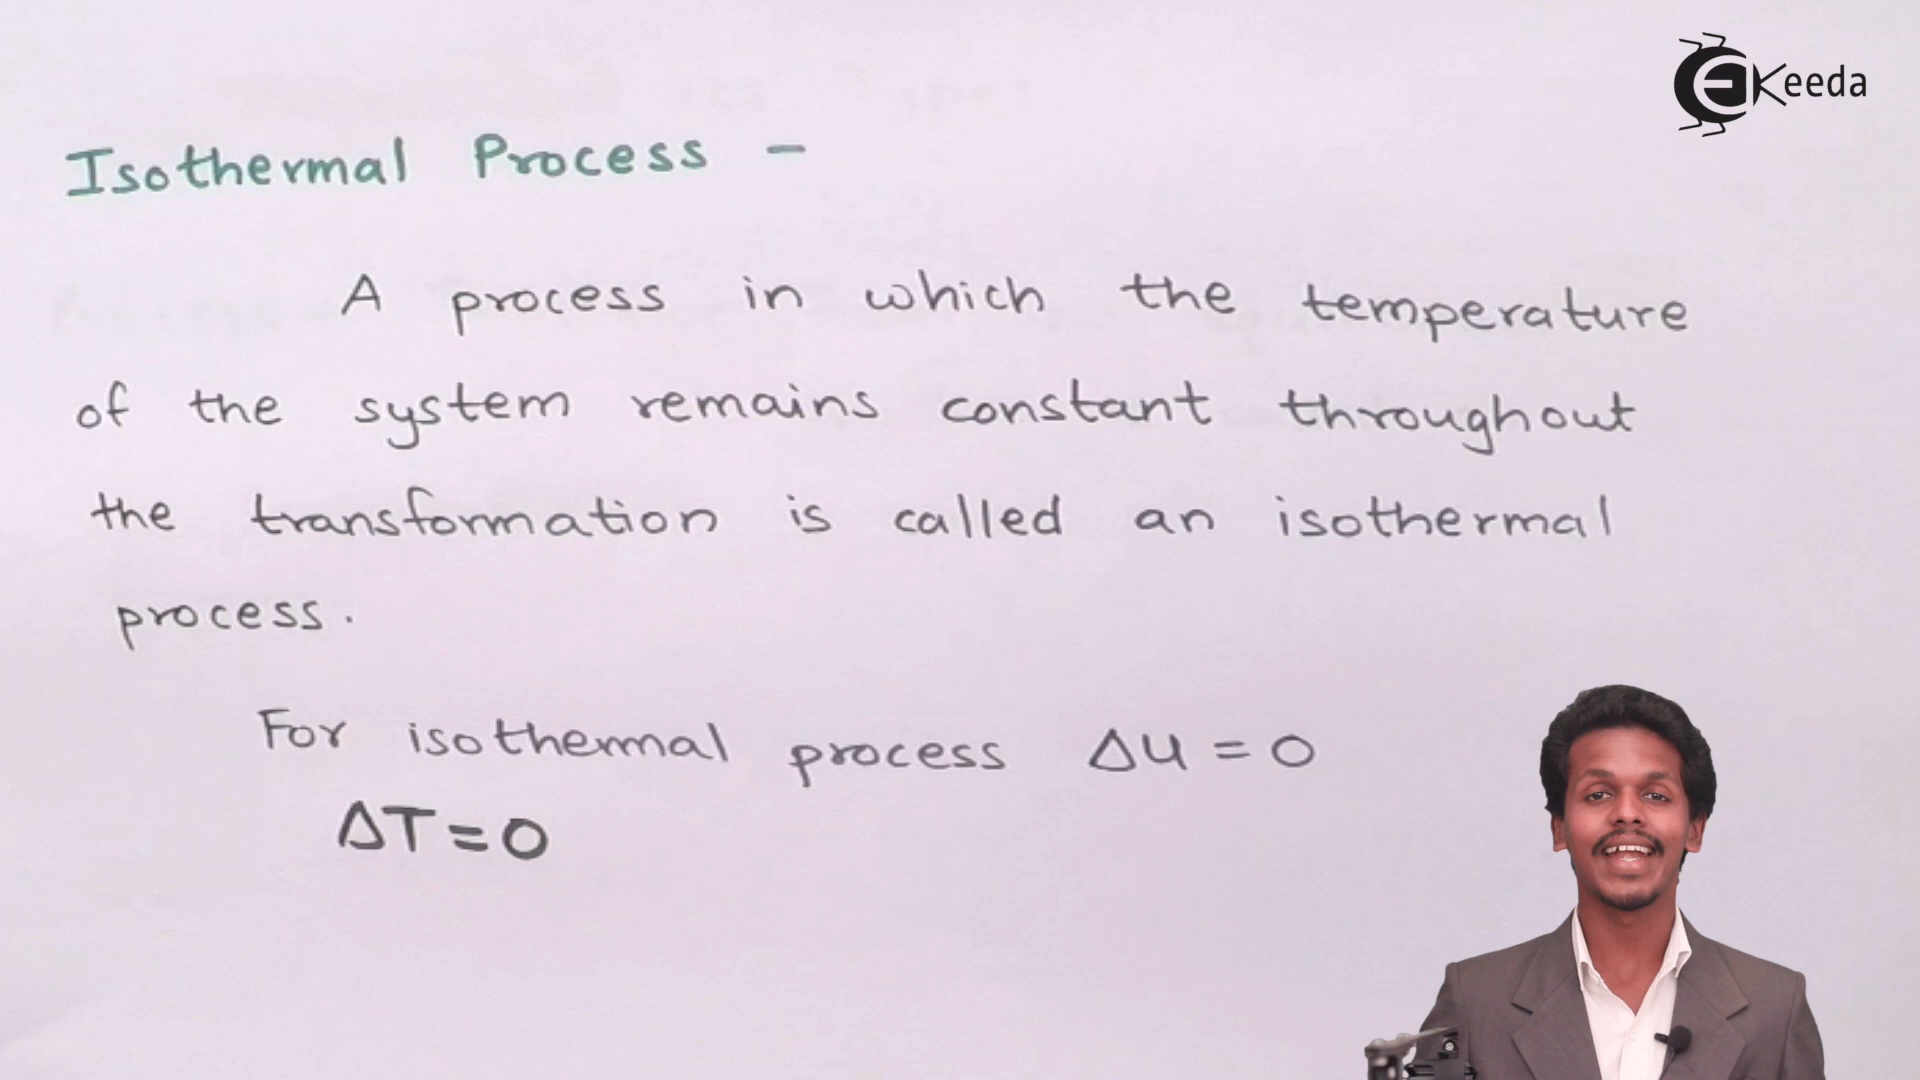 EKeeda
Isothermal Process -
A process in which the temperature
of the system remains constant throughout
the transformation is called an isothermal
process.
For isothermal process ΔU = 0
ΔT = 0